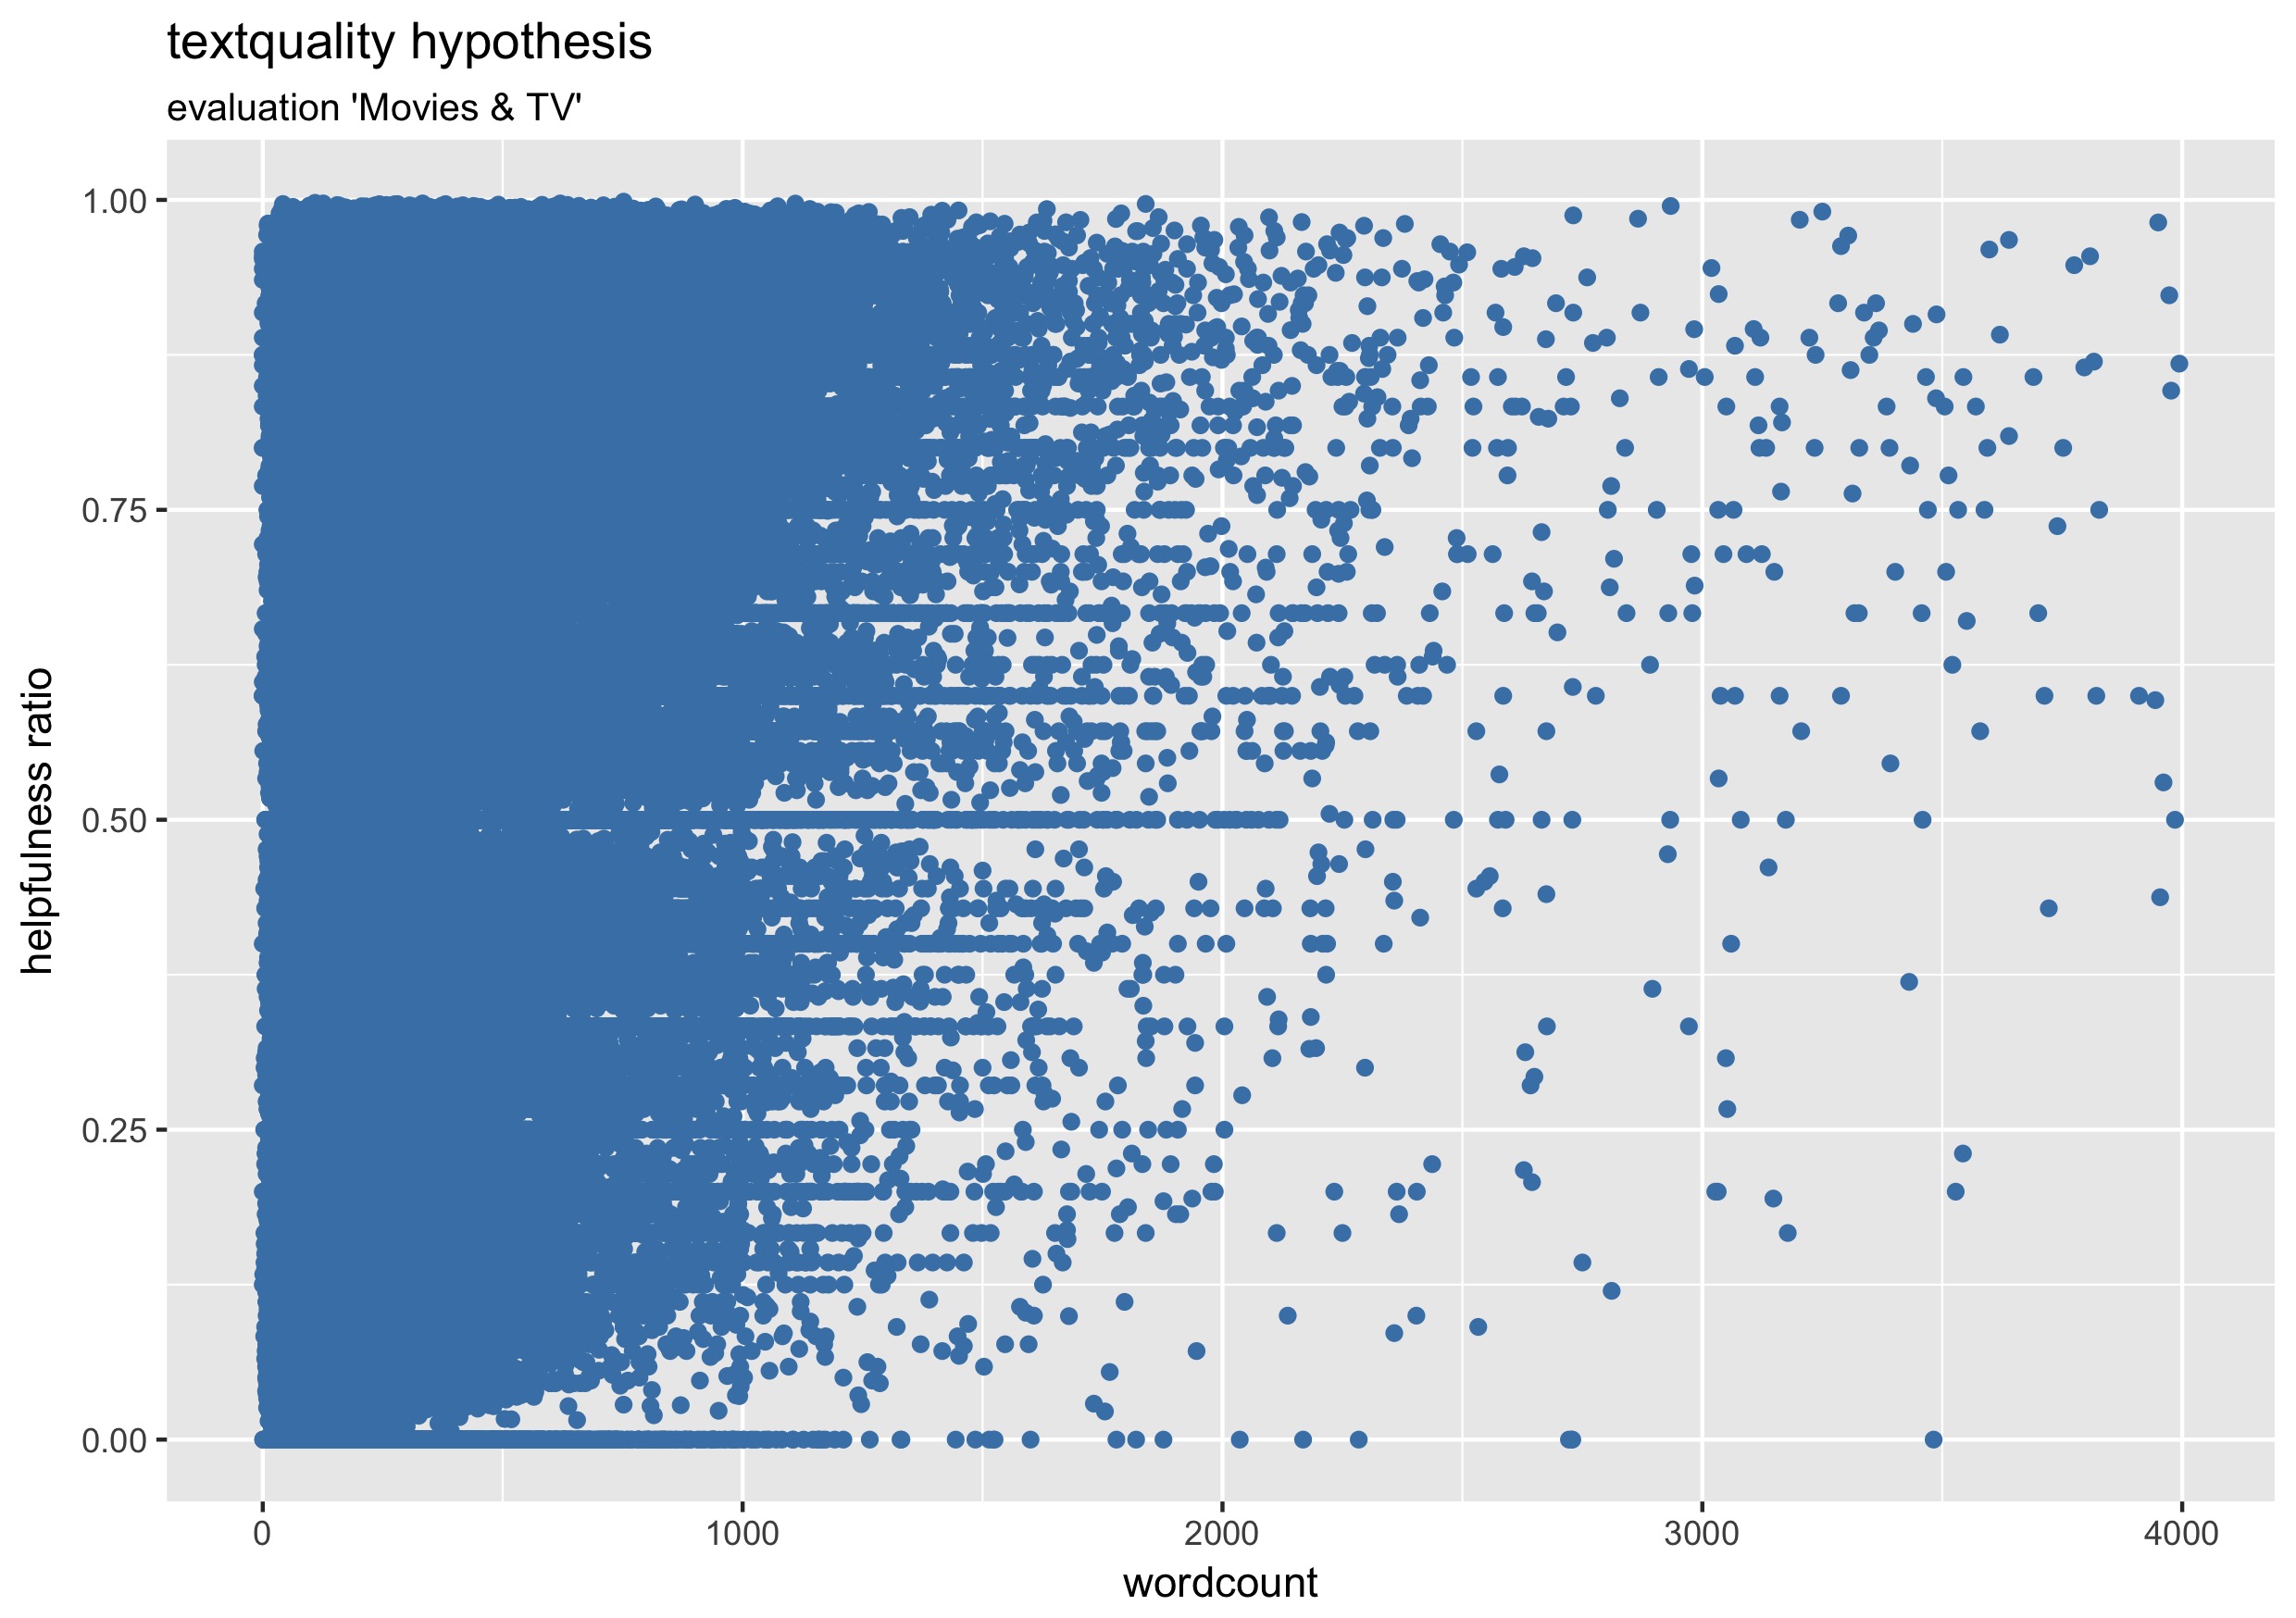 textquality hypothesis
evaluation 'Movies & TV'
1.00
0.75
0.50
0.25
0.00
helpfulness ratio
0
1000
2000
3000
4000
wordcount